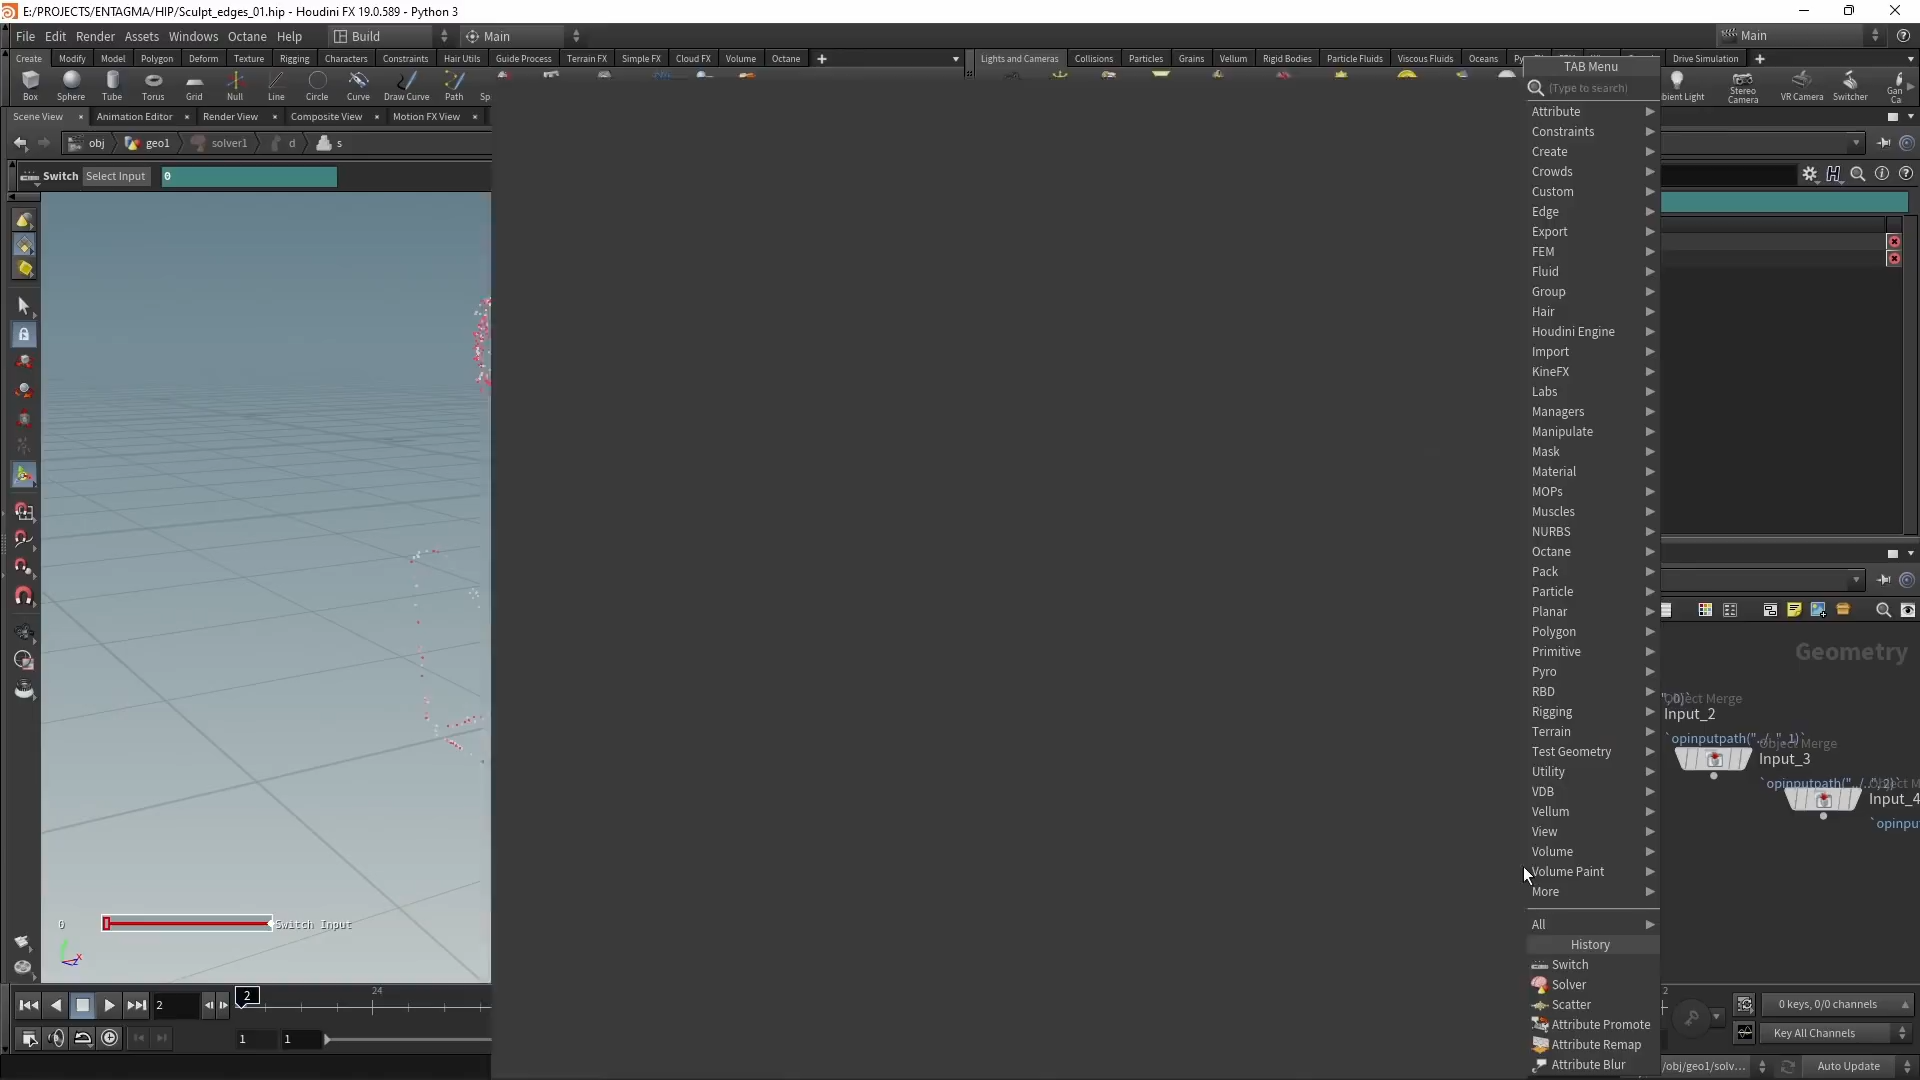 E:/PROJECTS/ENTAGMA/HIP/Sculpt_edges_01.hip - Houdini FX 19.0.589 - Python 3
File Edit Render Assets Windows Octane Help Build Main Main
Create Modify Model Polygon Deform Texture Rigging Characters Constraints Hair Utils Guide Process Terrain FX Simple FX Cloud FX Volume Octane
Lights and Cameras Collisions Particles Grains Vellum Rigid Bodies Particle Fluids Viscous Fluids Oceans Drive Simulation
Box Sphere Tube Torus Grid Null Line Circle Curve Draw Curve Path
bient Light Stereo Camera VR Camera Switcher
Scene View Animation Editor Render View Composite View Motion FX View
obj geo1 solver1 d s
Switch Select Input 0
TAB Menu
(Type to search)
Attribute
Constraints
Create
Crowds
Custom
Edge
Export
FEM
Fluid
Group
Hair
Houdini Engine
Import
KineFX
Labs
Managers
Manipulate
Mask
Material
MOPs
Muscles
NURBS
Octane
Pack
Particle
Planar
Polygon
Primitive
Pyro
RBD
Rigging
Terrain
Test Geometry
Utility
VDB
Vellum
View
Volume
Volume Paint
More
All
History
Switch
Solver
Scatter
Attribute Promote
Attribute Remap
Attribute Blur
Geometry
Input_2
Input_3
Input_4
0 Switch Input
2 2 24
1 1
0 keys, 0/0 channels
Key All Channels
/obj/geo1/solv... Auto Update